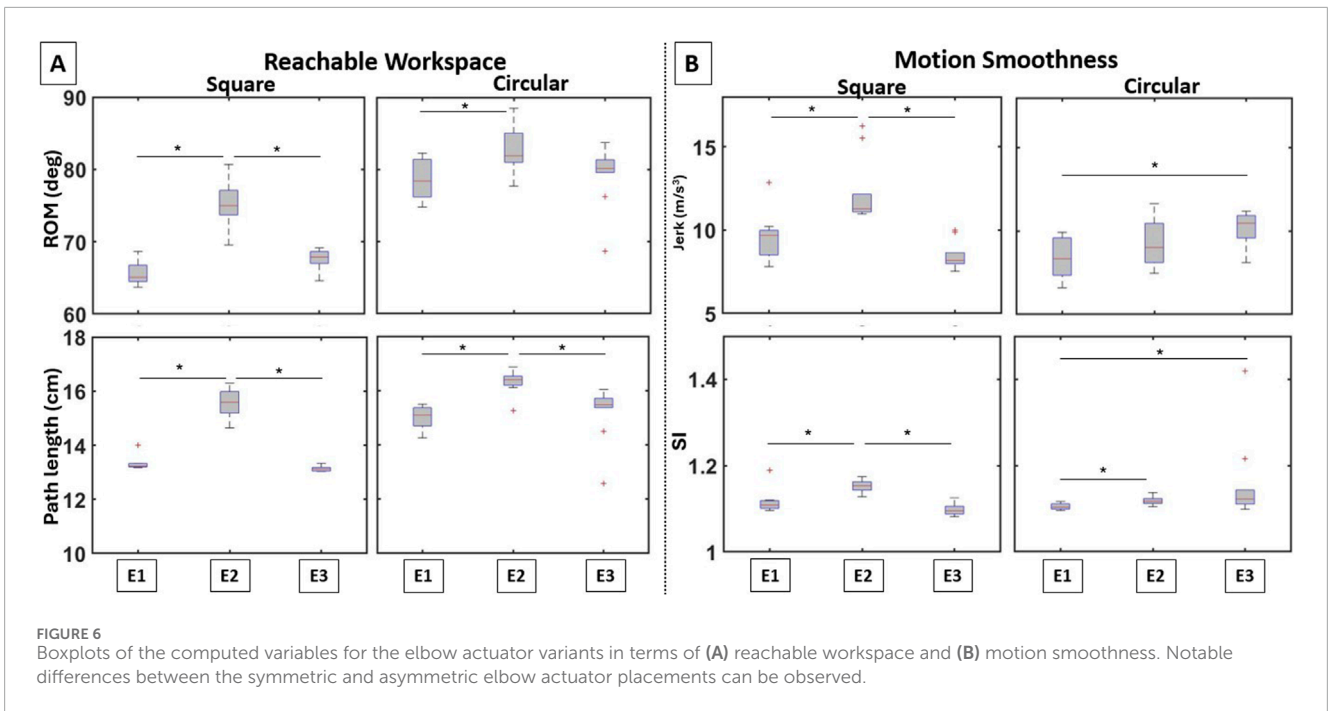 A
Reachable Workspace
Square
Circular
ROM (deg)
90
80
70
60
*
*
*
Path length (cm)
18
16
14
12
10
*
*
*
*
E1
E2
E3
E1
E2
E3
B
Motion Smoothness
Square
Circular
Jerk (m/s³)
15
10
5
*
*
*
SI
1.4
1.2
1
*
*
*
*
E1
E2
E3
E1
E2
E3
FIGURE 6
Boxplots of the computed variables for the elbow actuator variants in terms of (A) reachable workspace and (B) motion smoothness. Notable
differences between the symmetric and asymmetric elbow actuator placements can be observed.